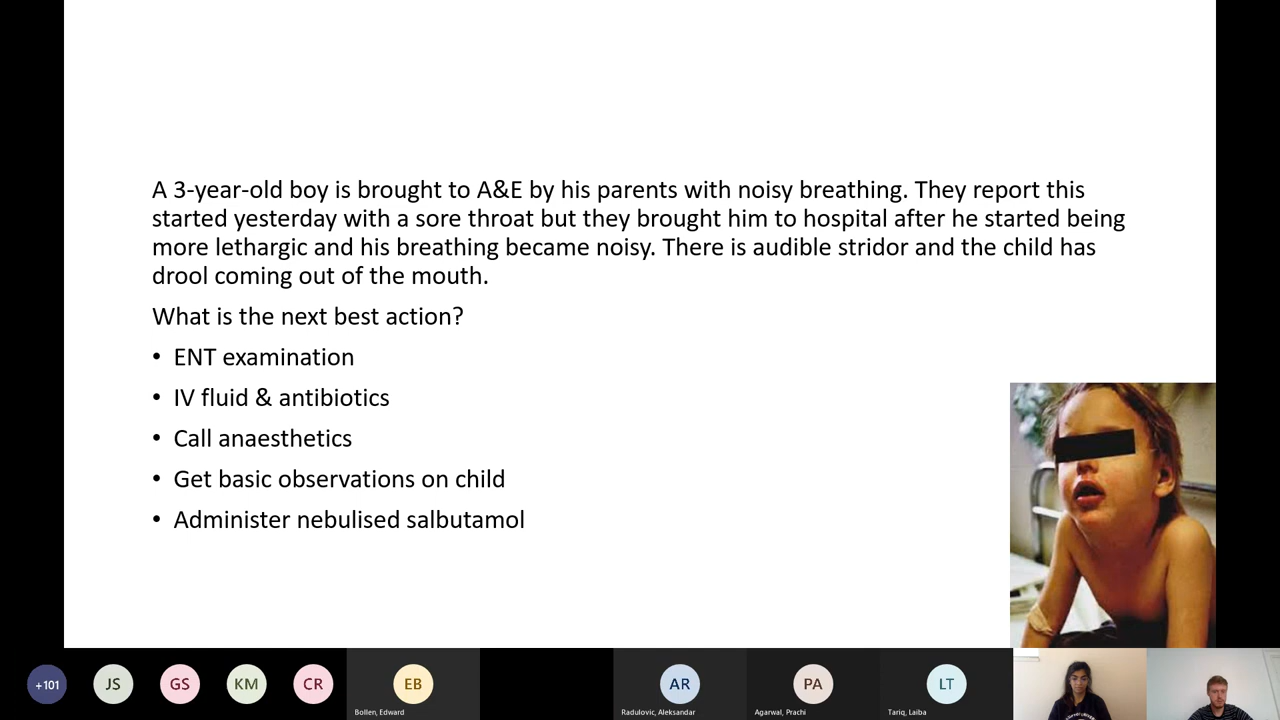 A 3-year-old boy is brought to A&E by his parents with noisy breathing. They report this
started yesterday with a sore throat but they brought him to hospital after he started being
more lethargic and his breathing became noisy. There is audible stridor and the child has
drool coming out of the mouth.
What is the next best action?
• ENT examination
• IV fluid & antibiotics
• Call anaesthetics
• Get basic observations on child
• Administer nebulised salbutamol
+101
JS
GS
KM
CR
EB
AR
PA
LT
Bollen, Edward
Radulovic, Aleksandar
Agarwal, Prachi
Tariq, Laiba